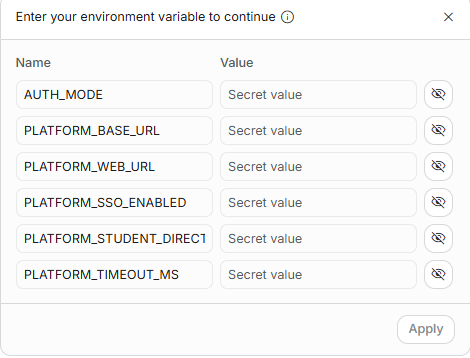 Enter your environment variable to continue
Name Value
AUTH_MODE Secret value
PLATFORM_BASE_URL Secret value
PLATFORM_WEB_URL Secret value
PLATFORM_SSO_ENABLED Secret value
PLATFORM_STUDENT_DIRECT Secret value
PLATFORM_TIMEOUT_MS Secret value
Apply